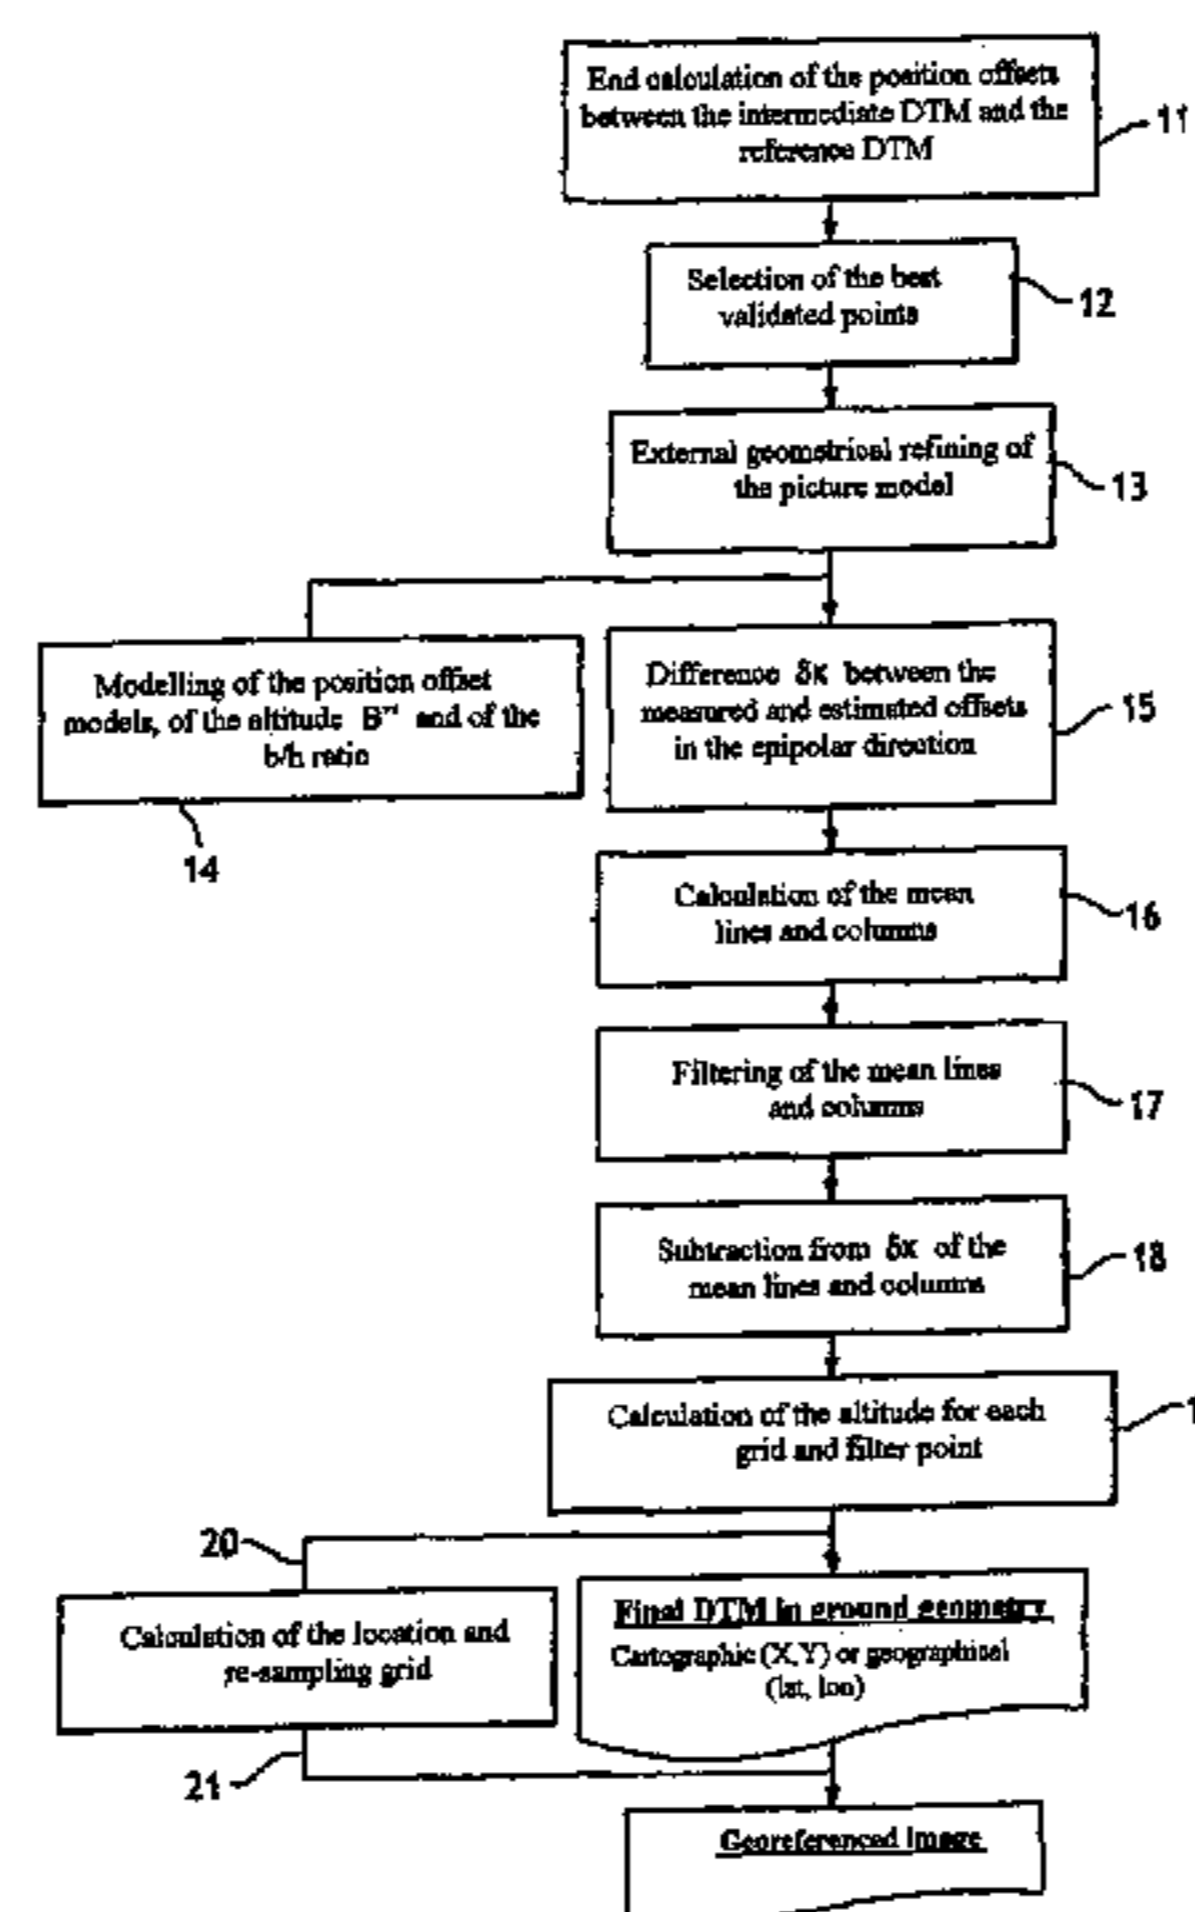 End calculation of the position offsets
between the intermediate DTM and the
reference DTM
11
Selection of the best
validated points
12
External geometrical refining of
the picture model
13
Modelling of the position offset
models, of the altitude B''' and of the
b/h ratio
14
Difference δx between the
measured and estimated offsets
in the epipolar direction
15
Calculation of the mean
lines and columns
16
Filtering of the mean lines
and columns
17
Subtraction from δx of the
mean lines and columns
18
Calculation of the altitude for each
grid and filter point
1
20
Calculation of the location and
re-sampling grid
21
Final DTM in ground geometry
Cartographic (X,Y) or geographical
(lat, lon)
Georeferenced image